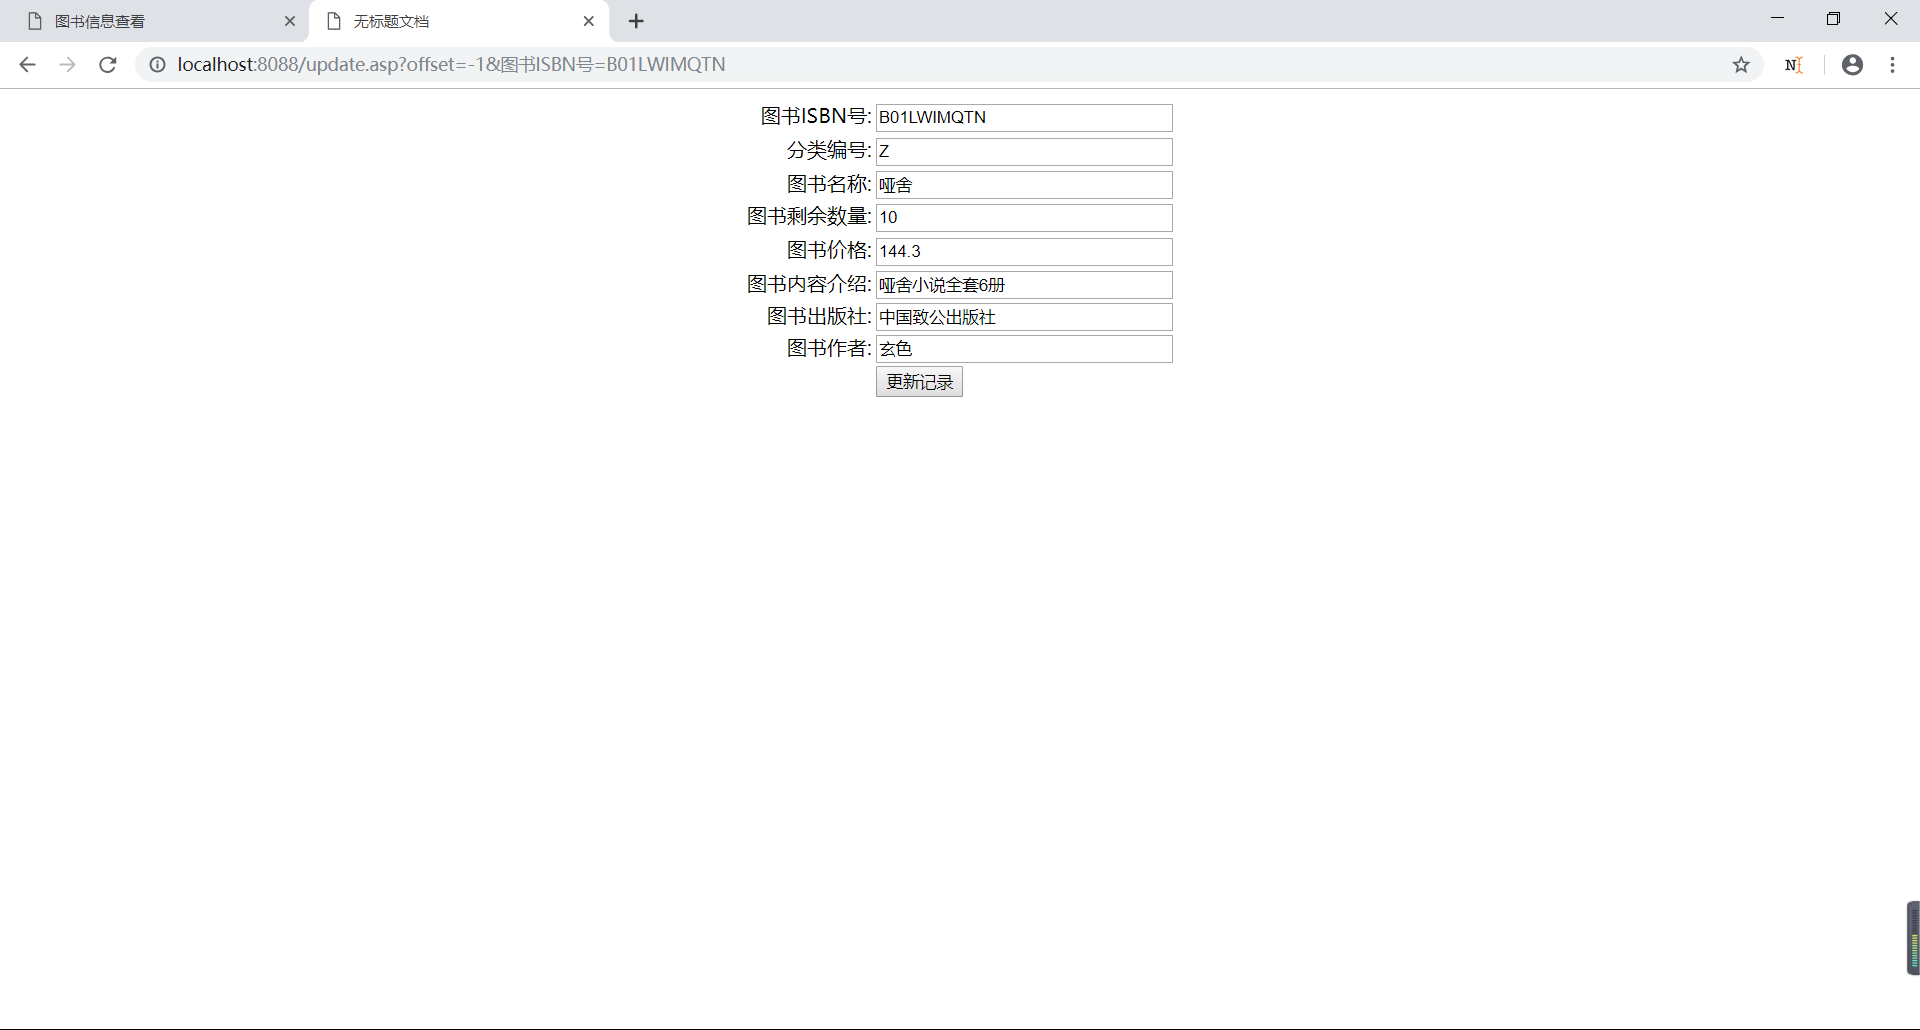 图书信息查看
无标题文档
localhost:8088/update.asp?offset=-1&图书ISBN号=B01LWIMQTN
图书ISBN号: B01LWIMQTN
分类编号: Z
图书名称: 哑舍
图书剩余数量: 10
图书价格: 144.3
图书内容介绍: 哑舍小说全套6册
图书出版社: 中国致公出版社
图书作者: 玄色
更新记录